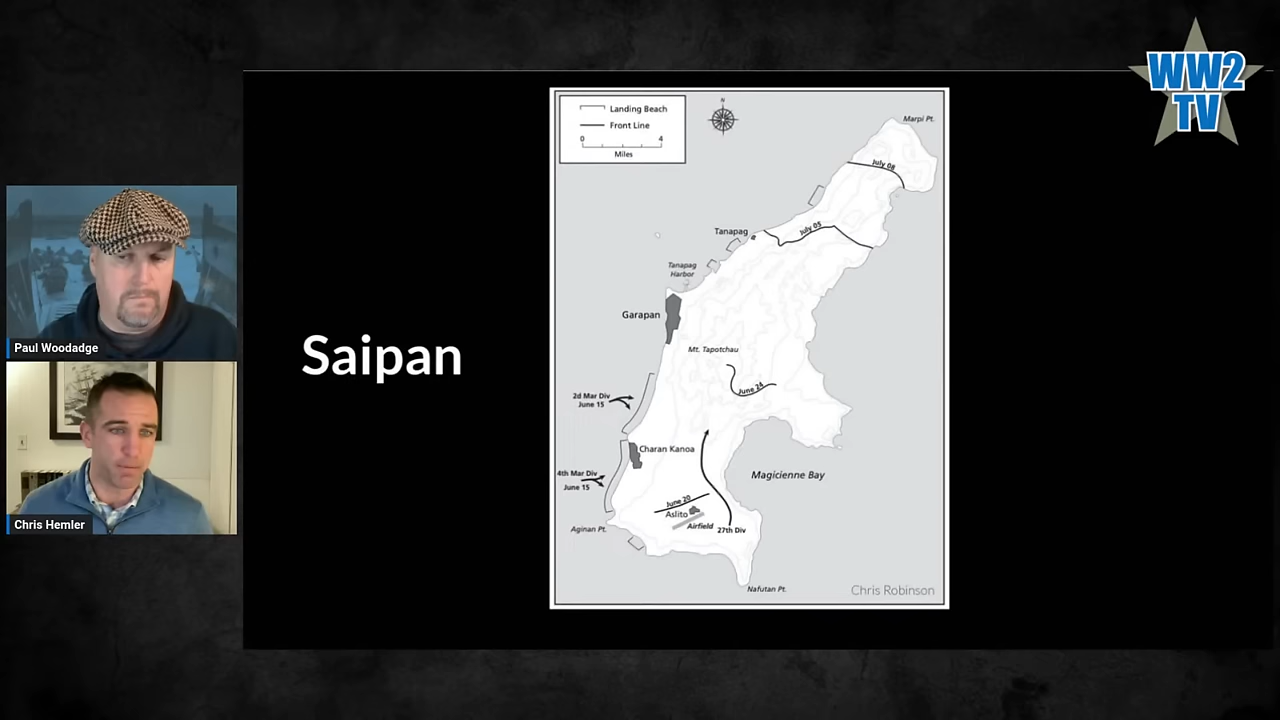 WW2
TV
Paul Woodadge
Chris Hemler
Saipan
Landing Beach
Front Line
0 4
Miles
N
Marpi Pt.
July 08
July 05
Tanapag
Tanapag
Harbor
Garapan
Mt. Tapotchau
June 24
2d Mar Div
June 15
Charan Kanoa
4th Mar Div
June 15
Magicienne Bay
June 20
Aslito
Airfield
27th Div
Aginan Pt.
Nafutan Pt.
Chris Robinson